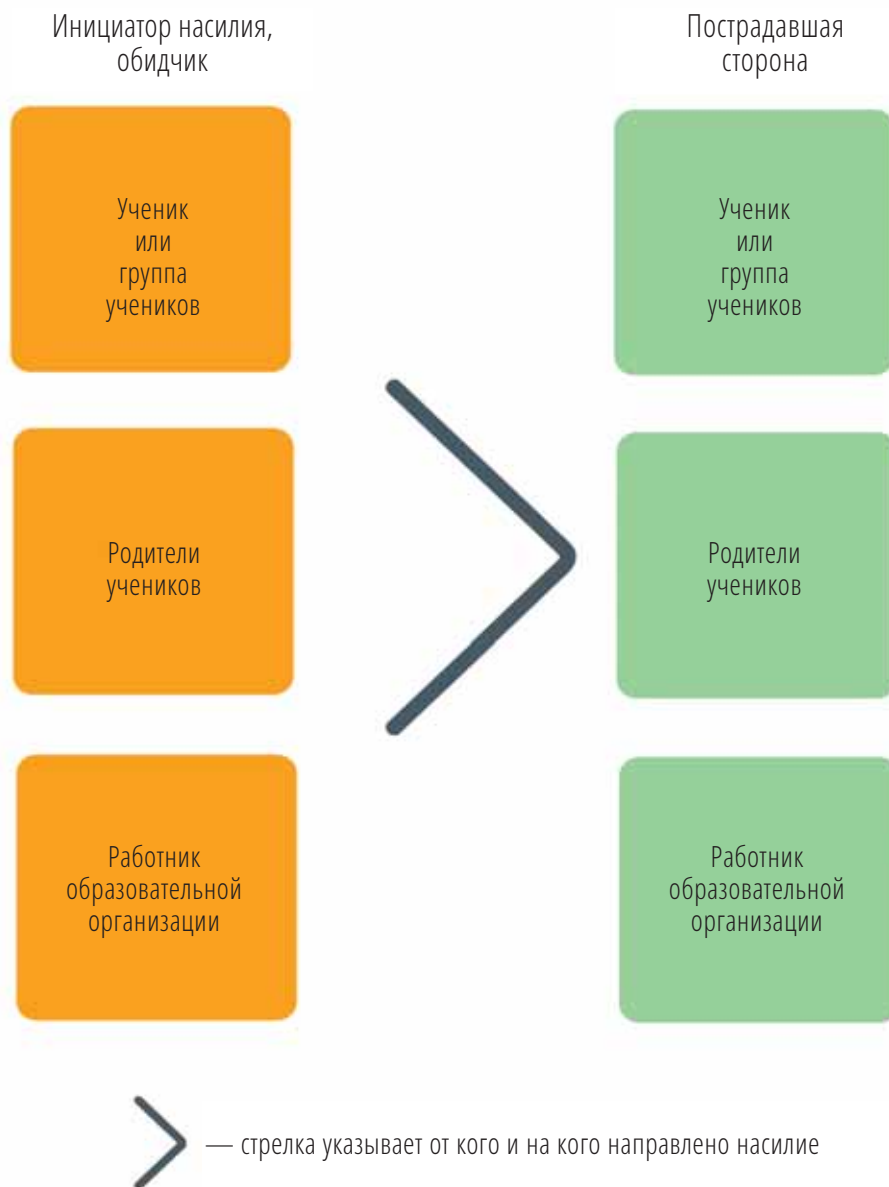 Инициатор насилия,
обидчик
Пострадавшая
сторона
Ученик
или
группа
учеников
Ученик
или
группа
учеников
Родители
учеников
Родители
учеников
Работник
образовательной
организации
Работник
образовательной
организации
— стрелка указывает от кого и на кого направлено насилие